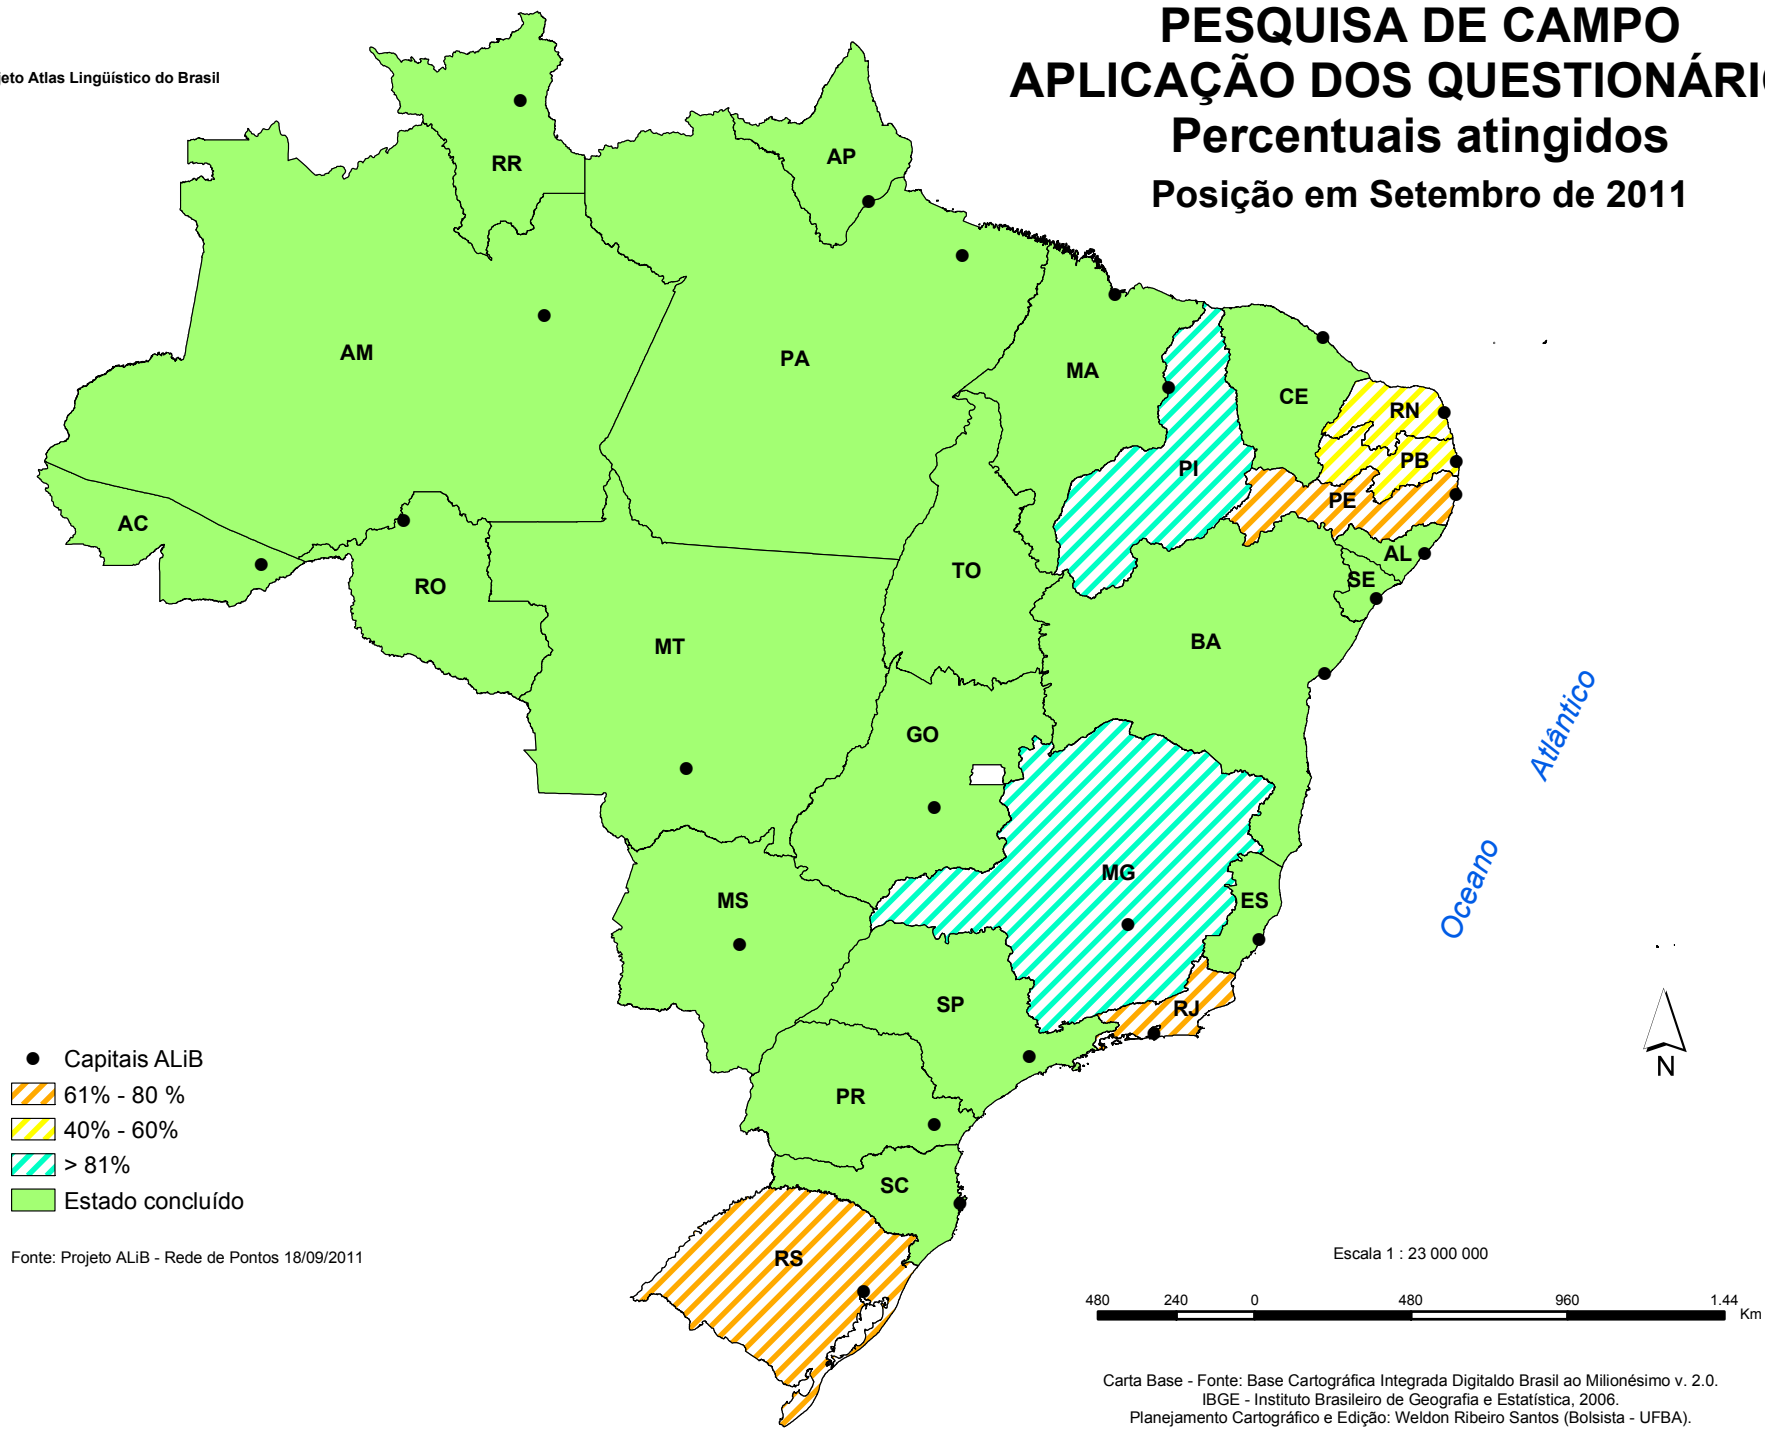 PESQUISA DE CAMPO
APLICAÇÃO DOS QUESTIONÁRI
Percentuais atingidos
Posição em Setembro de 2011
jeto Atlas Lingüístico do Brasil
RR
AP
AM
PA
MA
CE
RN
PB
PI
PE
AC
AL
SE
RO
TO
MT
BA
GO
MG
MS
ES
SP
RJ
PR
SC
RS
Atlântico
Oceano
N
Capitais ALiB
61% - 80 %
40% - 60%
> 81%
Estado concluído
Fonte: Projeto ALiB - Rede de Pontos 18/09/2011
Escala 1 : 23 000 000
480 240 0 480 960 1.44
Km
Carta Base - Fonte: Base Cartográfica Integrada Digitaldo Brasil ao Milionésimo v. 2.0.
IBGE - Instituto Brasileiro de Geografia e Estatística, 2006.
Planejamento Cartográfico e Edição: Weldon Ribeiro Santos (Bolsista - UFBA).